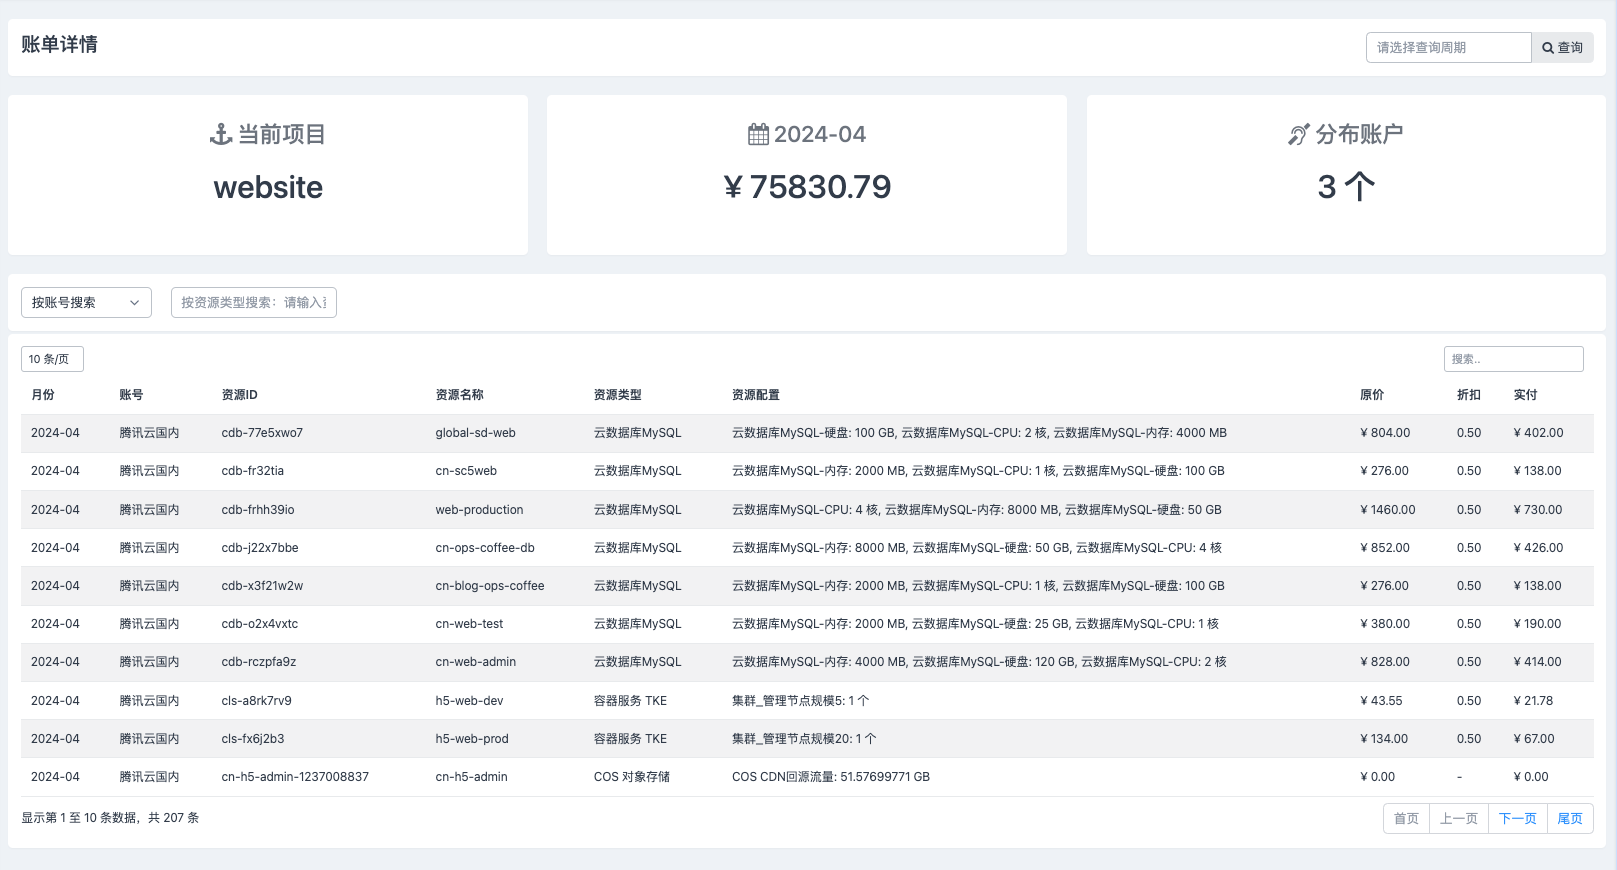 账单详情
请选择查询周期 查询
当前项目
website
2024-04
¥ 75830.79
分布账户
3 个
按账号搜索 按资源类型搜索：请输入
10 条/页 搜索..
月份 账号 资源ID 资源名称 资源类型 资源配置 原价 折扣 实付
2024-04 腾讯云国内 cdb-77e5xwo7 global-sd-web 云数据库MySQL 云数据库MySQL-硬盘: 100 GB, 云数据库MySQL-CPU: 2 核, 云数据库MySQL-内存: 4000 MB ¥ 804.00 0.50 ¥ 402.00
2024-04 腾讯云国内 cdb-fr32tia cn-sc5web 云数据库MySQL 云数据库MySQL-内存: 2000 MB, 云数据库MySQL-CPU: 1 核, 云数据库MySQL-硬盘: 100 GB ¥ 276.00 0.50 ¥ 138.00
2024-04 腾讯云国内 cdb-frhh39io web-production 云数据库MySQL 云数据库MySQL-CPU: 4 核, 云数据库MySQL-内存: 8000 MB, 云数据库MySQL-硬盘: 50 GB ¥ 1460.00 0.50 ¥ 730.00
2024-04 腾讯云国内 cdb-j22x7bbe cn-ops-coffee-db 云数据库MySQL 云数据库MySQL-内存: 8000 MB, 云数据库MySQL-硬盘: 50 GB, 云数据库MySQL-CPU: 4 核 ¥ 852.00 0.50 ¥ 426.00
2024-04 腾讯云国内 cdb-x3f21w2w cn-blog-ops-coffee 云数据库MySQL 云数据库MySQL-内存: 2000 MB, 云数据库MySQL-CPU: 1 核, 云数据库MySQL-硬盘: 100 GB ¥ 276.00 0.50 ¥ 138.00
2024-04 腾讯云国内 cdb-o2x4vxtc cn-web-test 云数据库MySQL 云数据库MySQL-内存: 2000 MB, 云数据库MySQL-硬盘: 25 GB, 云数据库MySQL-CPU: 1 核 ¥ 380.00 0.50 ¥ 190.00
2024-04 腾讯云国内 cdb-rczpfa9z cn-web-admin 云数据库MySQL 云数据库MySQL-内存: 4000 MB, 云数据库MySQL-硬盘: 120 GB, 云数据库MySQL-CPU: 2 核 ¥ 828.00 0.50 ¥ 414.00
2024-04 腾讯云国内 cls-a8rk7rv9 h5-web-dev 容器服务 TKE 集群_管理节点规模5: 1 个 ¥ 43.55 0.50 ¥ 21.78
2024-04 腾讯云国内 cls-fx6j2b3 h5-web-prod 容器服务 TKE 集群_管理节点规模20: 1 个 ¥ 134.00 0.50 ¥ 67.00
2024-04 腾讯云国内 cn-h5-admin-1237008837 cn-h5-admin COS 对象存储 COS CDN回源流量: 51.57699771 GB ¥ 0.00 - ¥ 0.00
显示第 1 至 10 条数据，共 207 条 首页 上一页 下一页 尾页